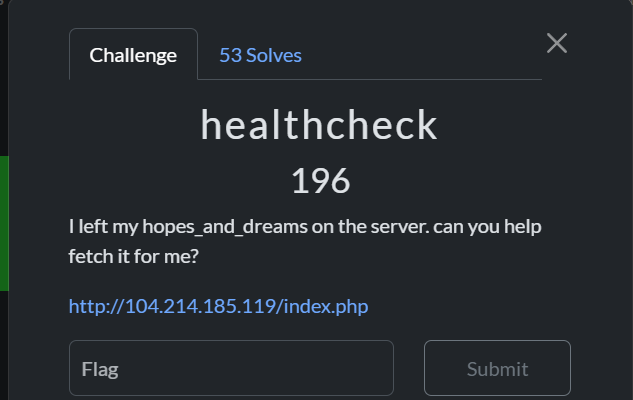 Challenge
53 Solves
healthcheck
196
I left my hopes_and_dreams on the server. can you help
fetch it for me?
http://104.214.185.119/index.php
Flag
Submit